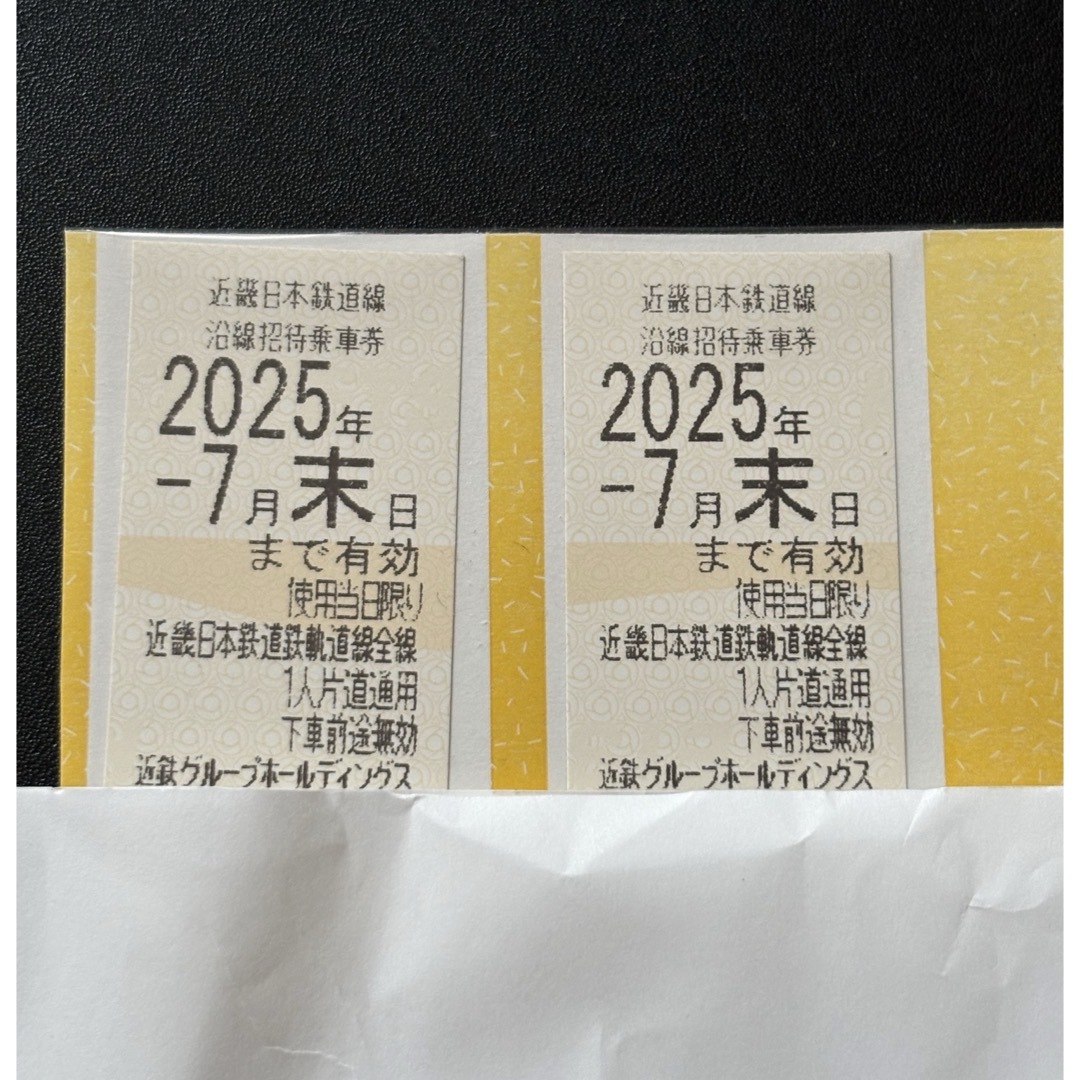 近畿日本鉄道線
沿線招待乗車券
2025年
-7月末日
まで有効
使用当日限り
近畿日本鉄道鉄軌道線全線
1人片道通用
下車前途無効
近鉄グループホールディングス
近畿日本鉄道線
沿線招待乗車券
2025年
-7月末日
まで有効
使用当日限り
近畿日本鉄道鉄軌道線全線
1人片道通用
下車前途無効
近鉄グループホールディングス